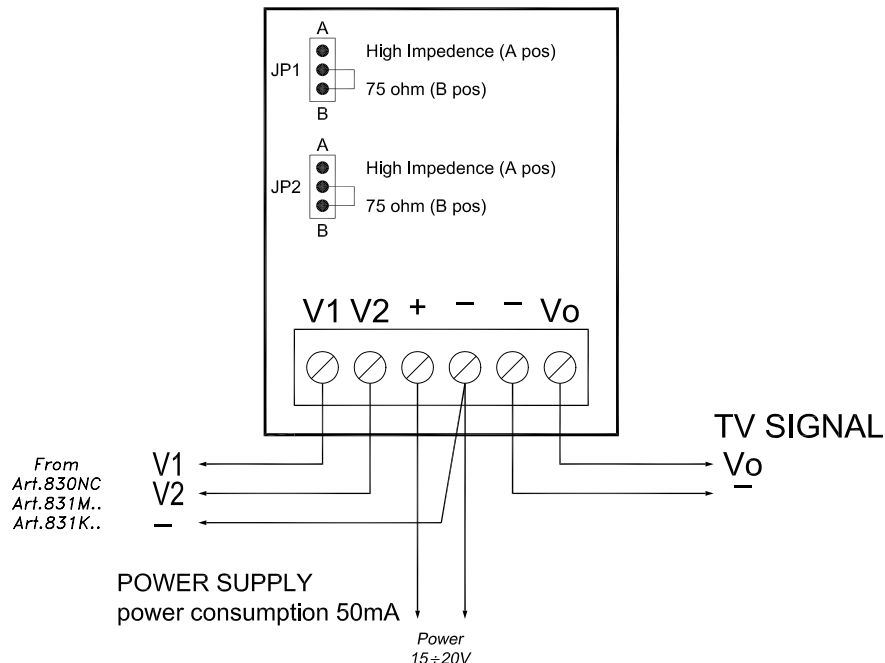 A
High Impedence (A pos)
JP1
75 ohm (B pos)
B
A
High Impedence (A pos)
JP2
75 ohm (B pos)
B
V1 V2 + − − Vo
TV SIGNAL
From
Art.830NC
Art.831M..
Art.831K..
V1
V2
−
Vo
−
POWER SUPPLY
power consumption 50mA
Power
15÷20V